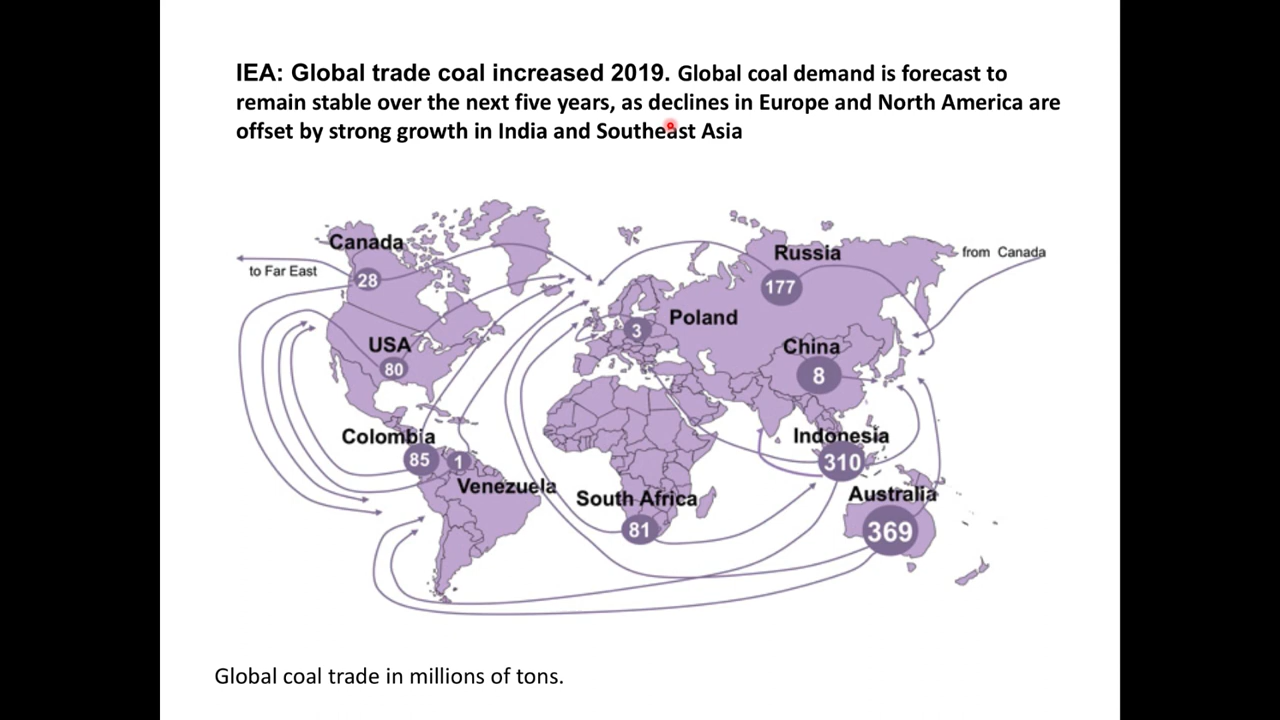 IEA: Global trade coal increased 2019. Global coal demand is forecast to
remain stable over the next five years, as declines in Europe and North America are
offset by strong growth in India and Southeast Asia
Canada
to Far East
28
Russia
from Canada
177
Poland
3
USA
80
China
8
Colombia
85
1
Venezuela
Indonesia
310
South Africa
81
Australia
369
Global coal trade in millions of tons.